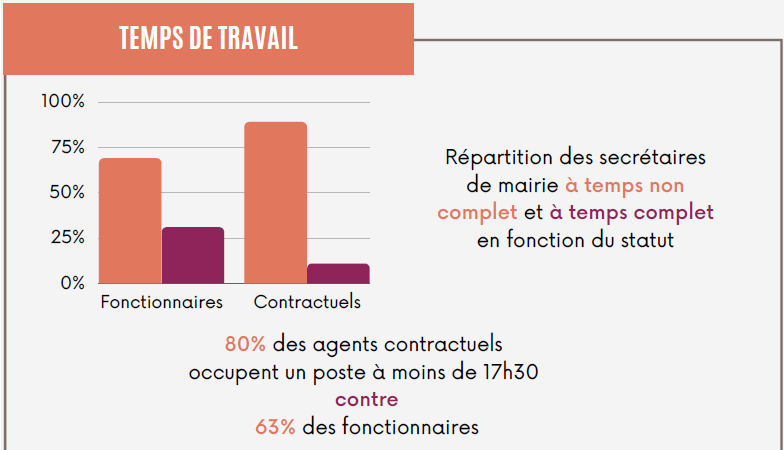 TEMPS DE TRAVAIL
100%
75%
50%
25%
0%
Fonctionnaires
Contractuels
Répartition des secrétaires
de mairie à temps non
complet et à temps complet
en fonction du statut
80% des agents contractuels
occupent un poste à moins de 17h30
contre
63% des fonctionnaires